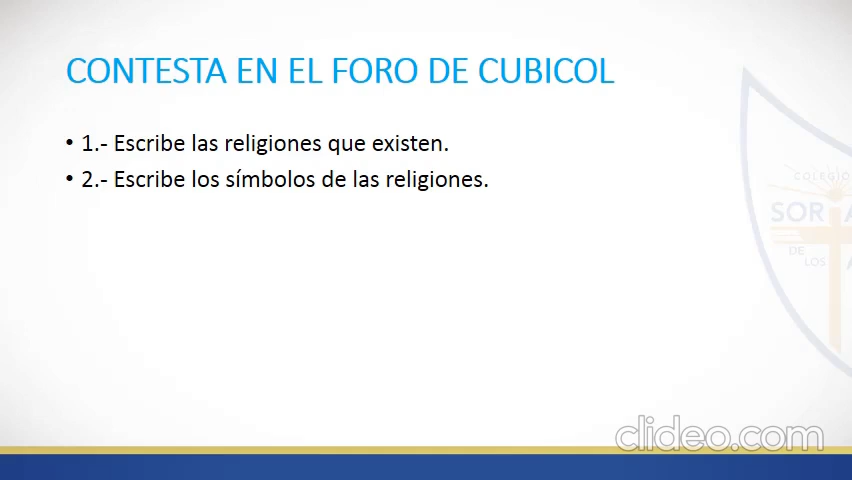 CONTESTA EN EL FORO DE CUBICOL
• 1.- Escribe las religiones que existen.
• 2.- Escribe los símbolos de las religiones.
COLEGIO
SOR
DE
LOS
clideo.com